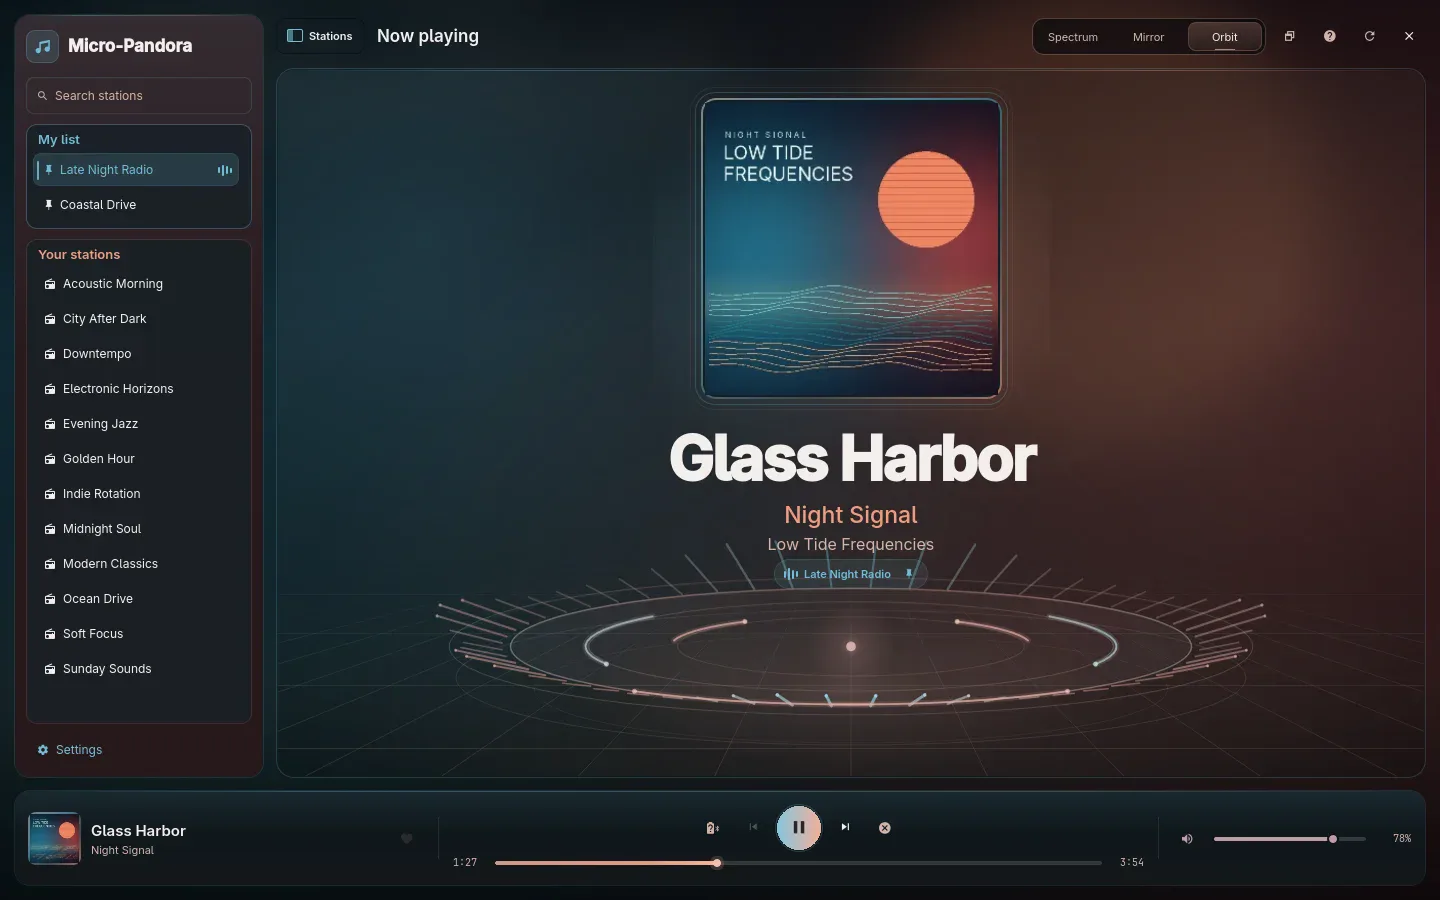 Micro-Pandora
Search stations
My list
Late Night Radio
Coastal Drive
Your stations
Acoustic Morning
City After Dark
Downtempo
Electronic Horizons
Evening Jazz
Golden Hour
Indie Rotation
Midnight Soul
Modern Classics
Ocean Drive
Soft Focus
Sunday Sounds
Settings
Stations
Now playing
Spectrum
Mirror
Orbit
NIGHT SIGNAL
LOW TIDE
FREQUENCIES
Glass Harbor
Night Signal
Low Tide Frequencies
Late Night Radio
Glass Harbor
Night Signal
1:27
3:54
78%